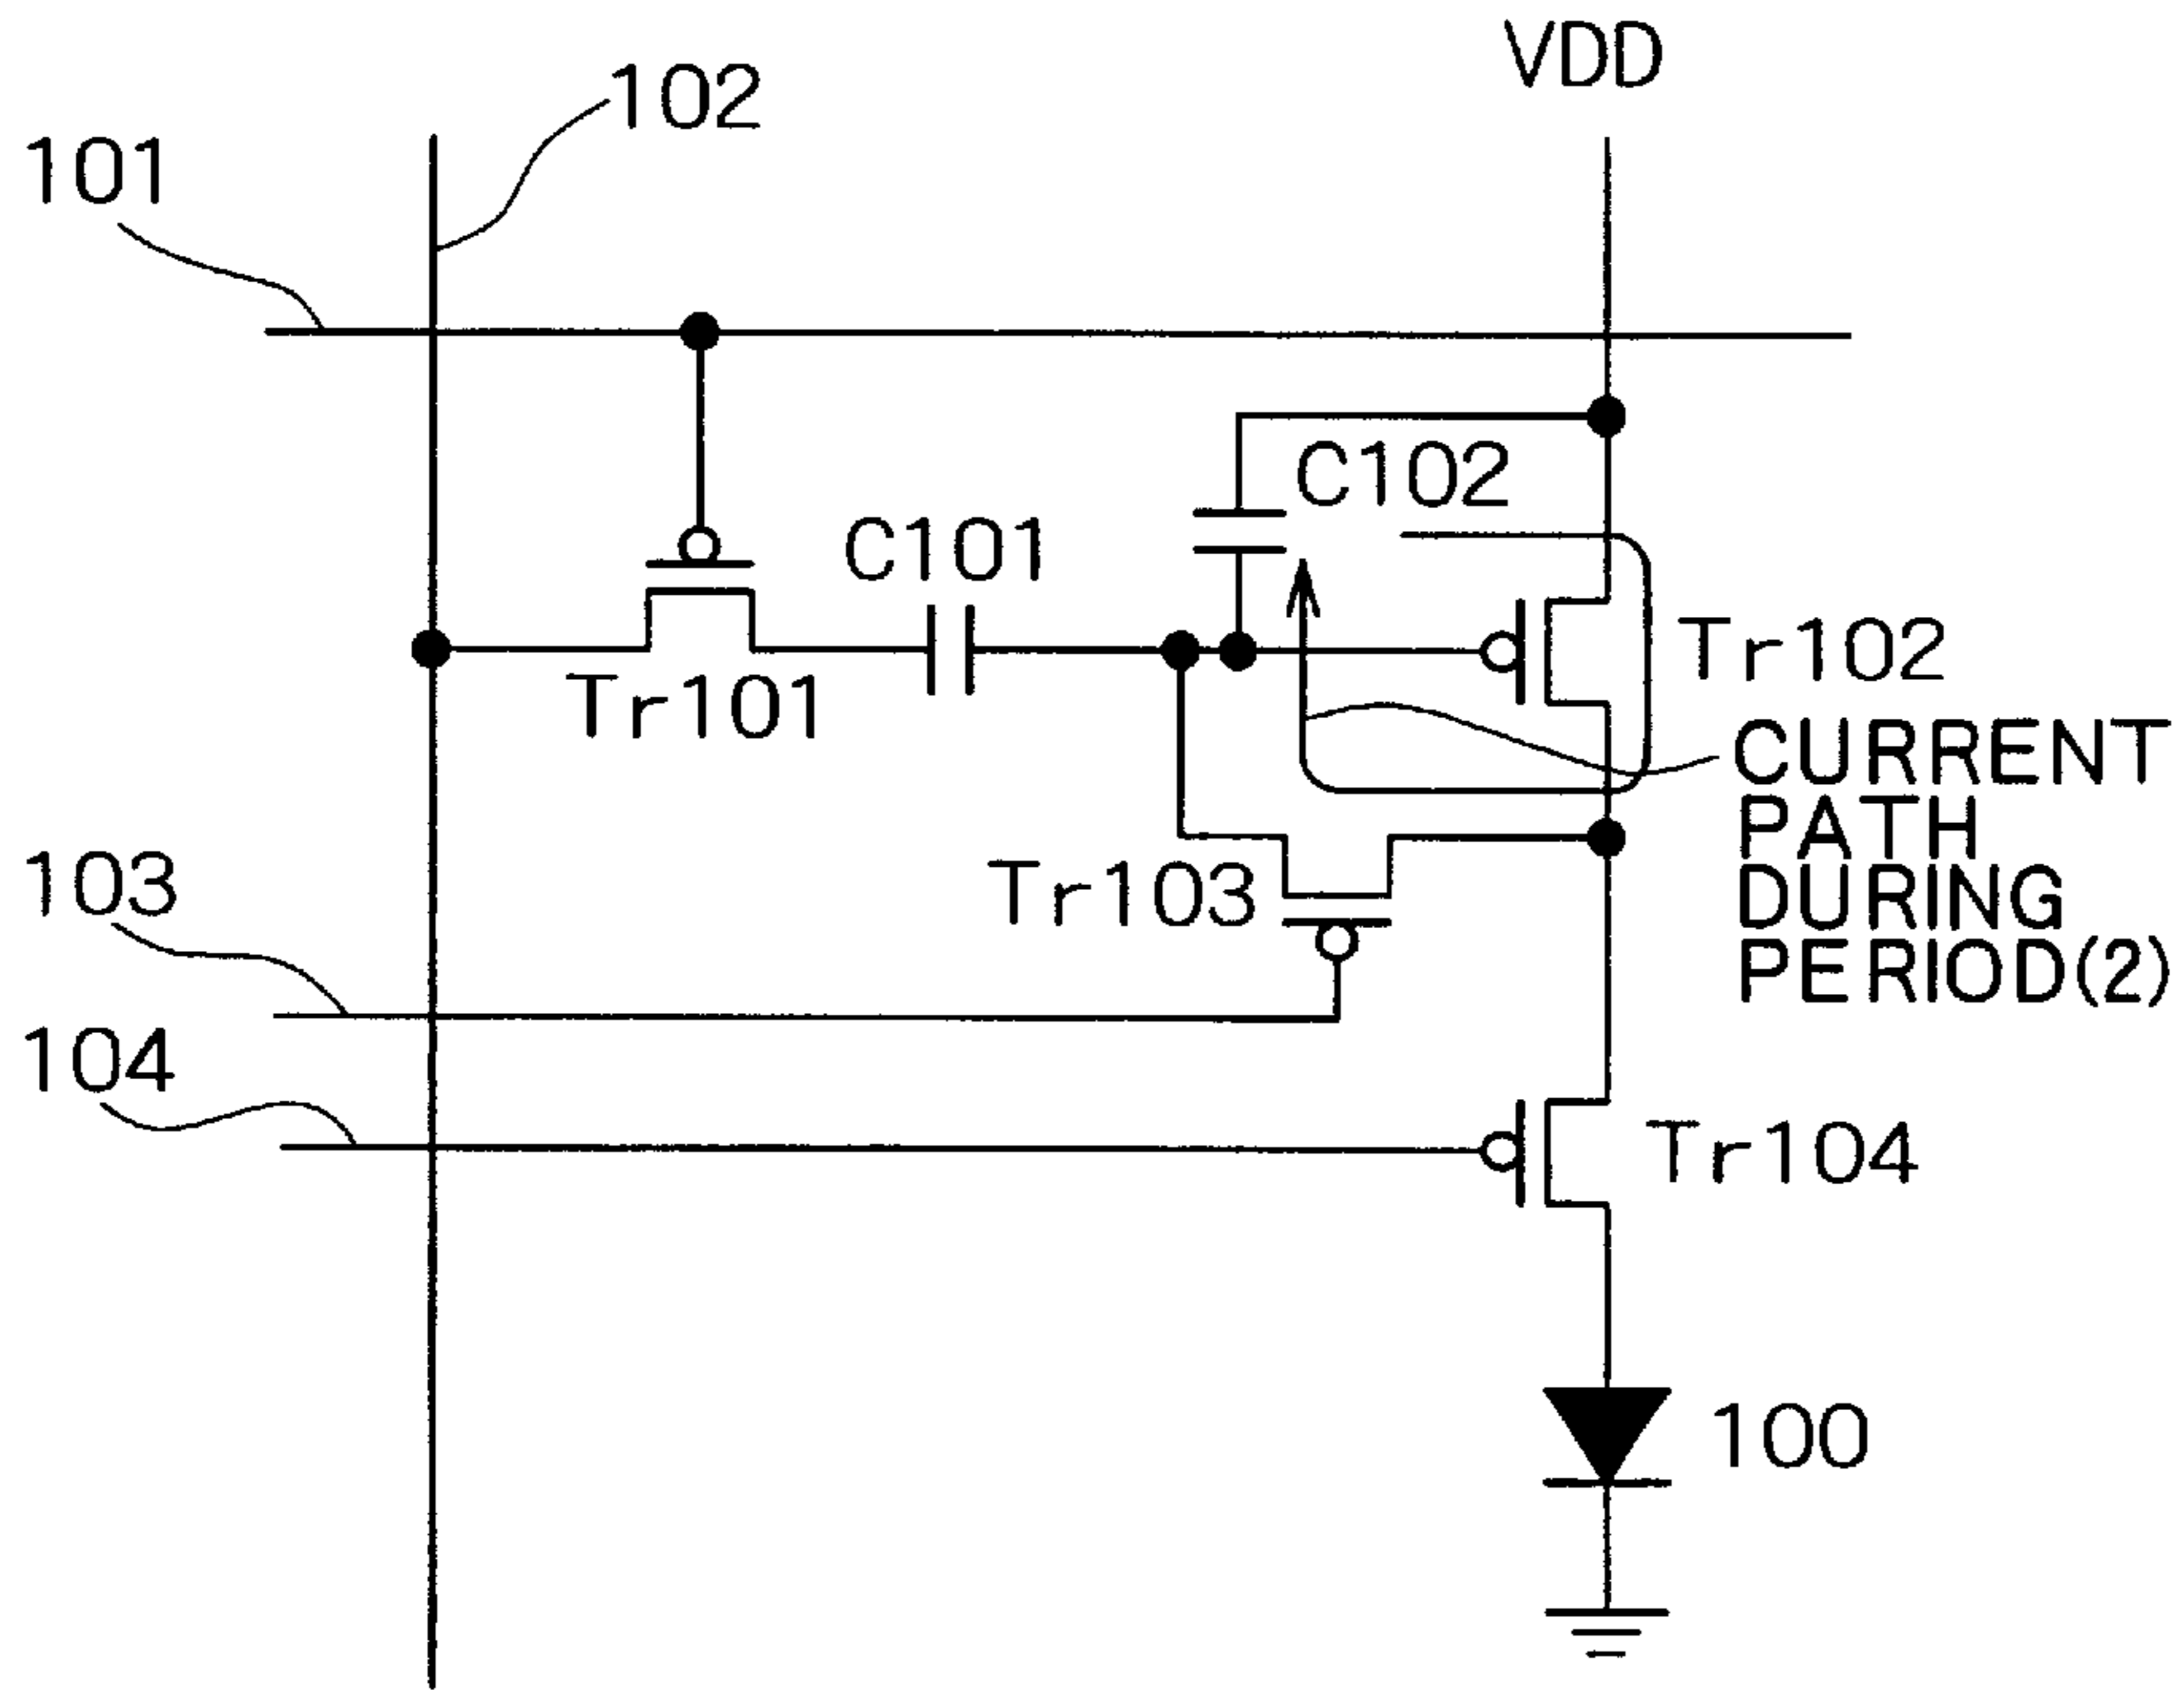 VDD
102
101
C102
C101
Tr102
Tr101
CURRENT
PATH
DURING
PERIOD(2)
Tr103
103
104
Tr104
100